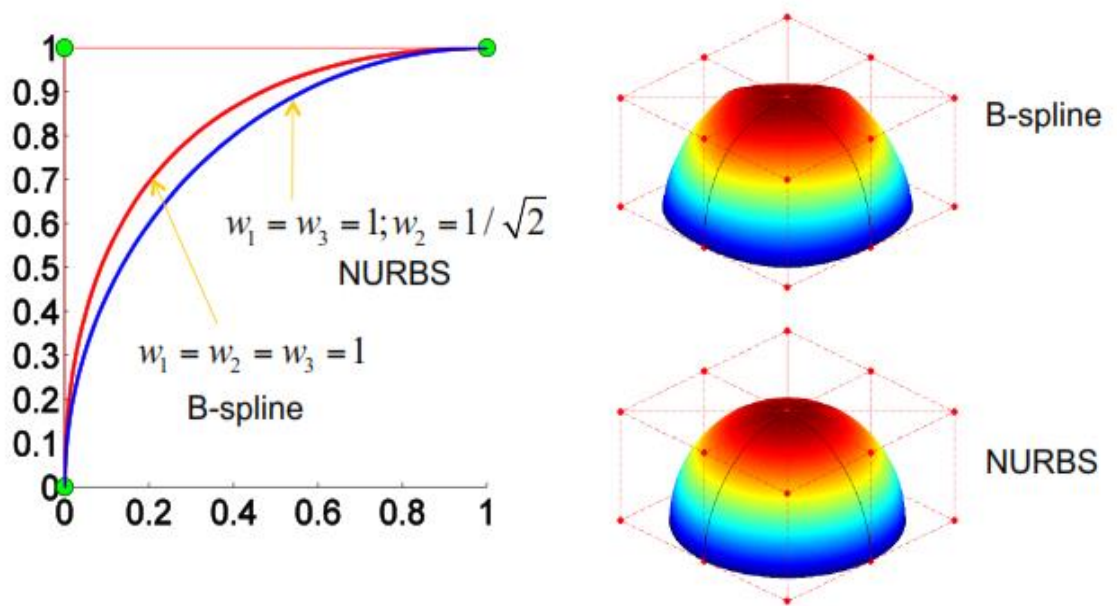 1
0.9
0.8
0.7
0.6
0.5
0.4
0.3
0.2
0.1
0
0 0.2 0.4 0.6 0.8 1
w₁ = w₃ = 1; w₂ = 1 / √2
NURBS
w₁ = w₂ = w₃ = 1
B-spline
B-spline
NURBS